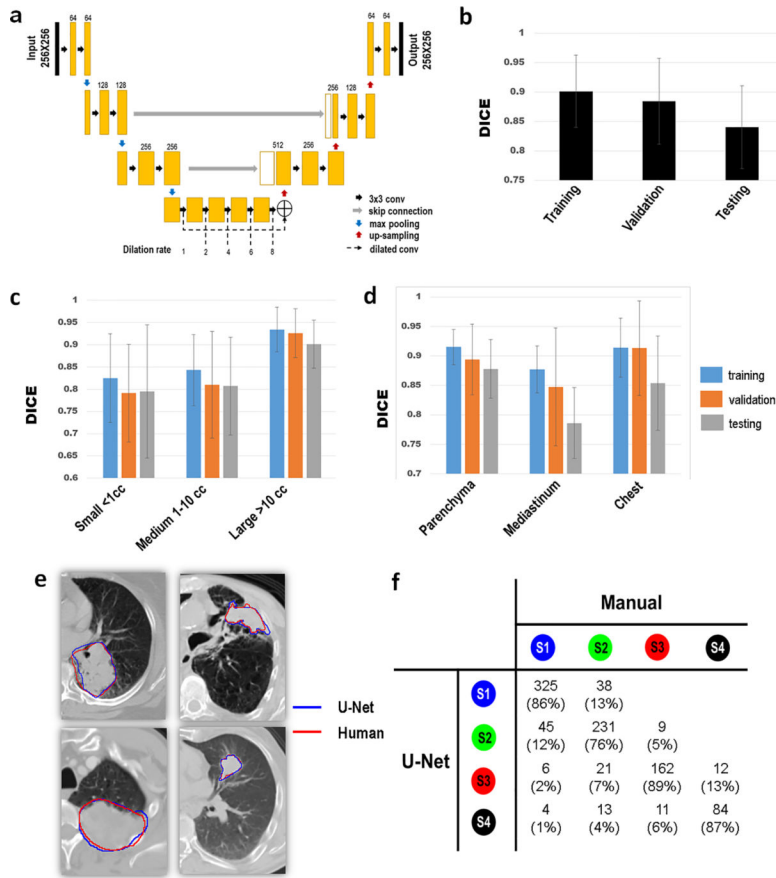 a
Input
256X256
64 64
128 128
256 256
512 256
256 128
64 64
Output
256X256
3x3 conv
skip connection
max pooling
up-sampling
dilated conv
Dilation rate 1 2 4 6 8
b
DICE
1
0.95
0.9
0.85
0.8
0.75
Training Validation Testing
c
DICE
1
0.95
0.9
0.85
0.8
0.75
0.7
0.65
0.6
Small <1cc Medium 1-10 cc Large >10 cc
d
DICE
1
0.95
0.9
0.85
0.8
0.75
0.7
Parenchyma Mediastinum Chest
training
validation
testing
e
U-Net
Human
f
Manual
S1 S2 S3 S4
U-Net
S1 325 38
(86%) (13%)
S2 45 231 9
(12%) (76%) (5%)
S3 6 21 162 12
(2%) (7%) (89%) (13%)
S4 4 13 11 84
(1%) (4%) (6%) (87%)